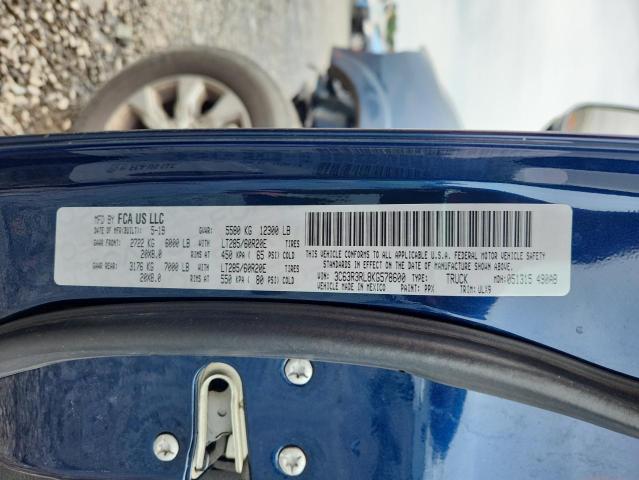 MFD BY FCA US LLC
DATE OF MFR(BUILT): 5-19 GVWR: 5580 KG 12300 LB
FRONT: 2722 KG 6000 LB WITH LT285/60R20E TIRES
20X8.0 RIMS AT 450 KPA ( 65 PSI) COLD
REAR: 3176 KG 7000 LB WITH LT285/60R20E TIRES
20X8.0 RIMS AT 550 KPA ( 80 PSI) COLD
THIS VEHICLE CONFORMS TO ALL APPLICABLE U.S.A. FEDERAL MOTOR VEHICLE
SAFETY STANDARDS IN EFFECT ON THE DATE OF MANUFACTURE SHOWN ABOVE.
VIN: 3C63R3RL8KG578600 TYPE: TRUCK MDH: 051315 490AB
VEHICLE MADE IN MEXICO PAINT: PPX TRIM: ULX9